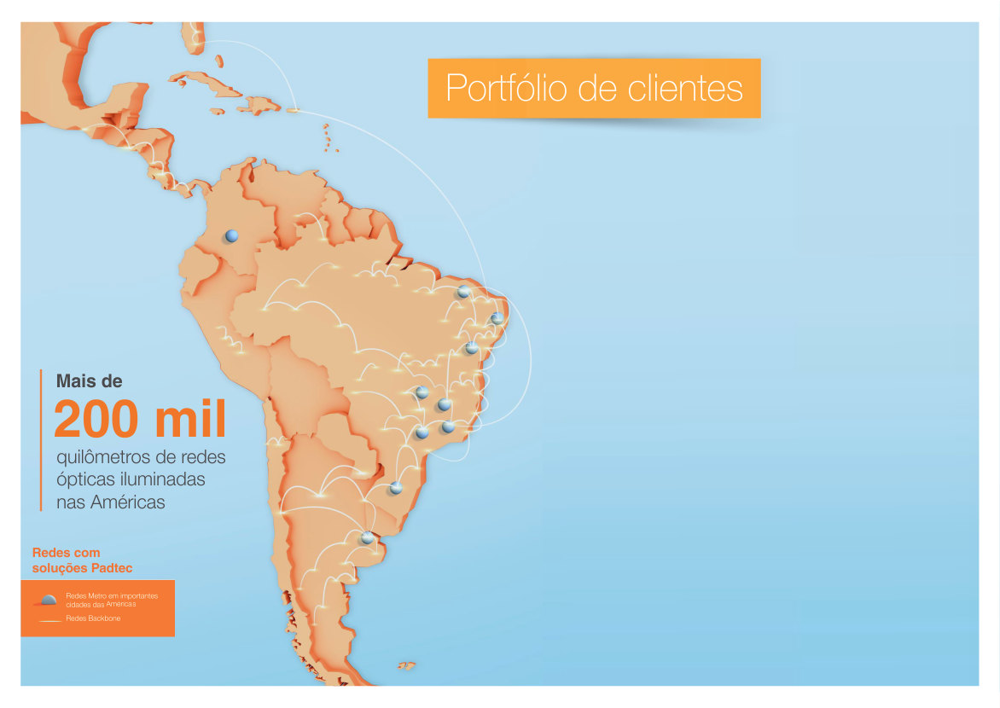 Portfólio de clientes
Mais de
200 mil
quilômetros de redes
ópticas iluminadas
nas Américas
Redes com
soluções Padtec
Redes Metro em importantes
cidades das Américas
Redes Backbone